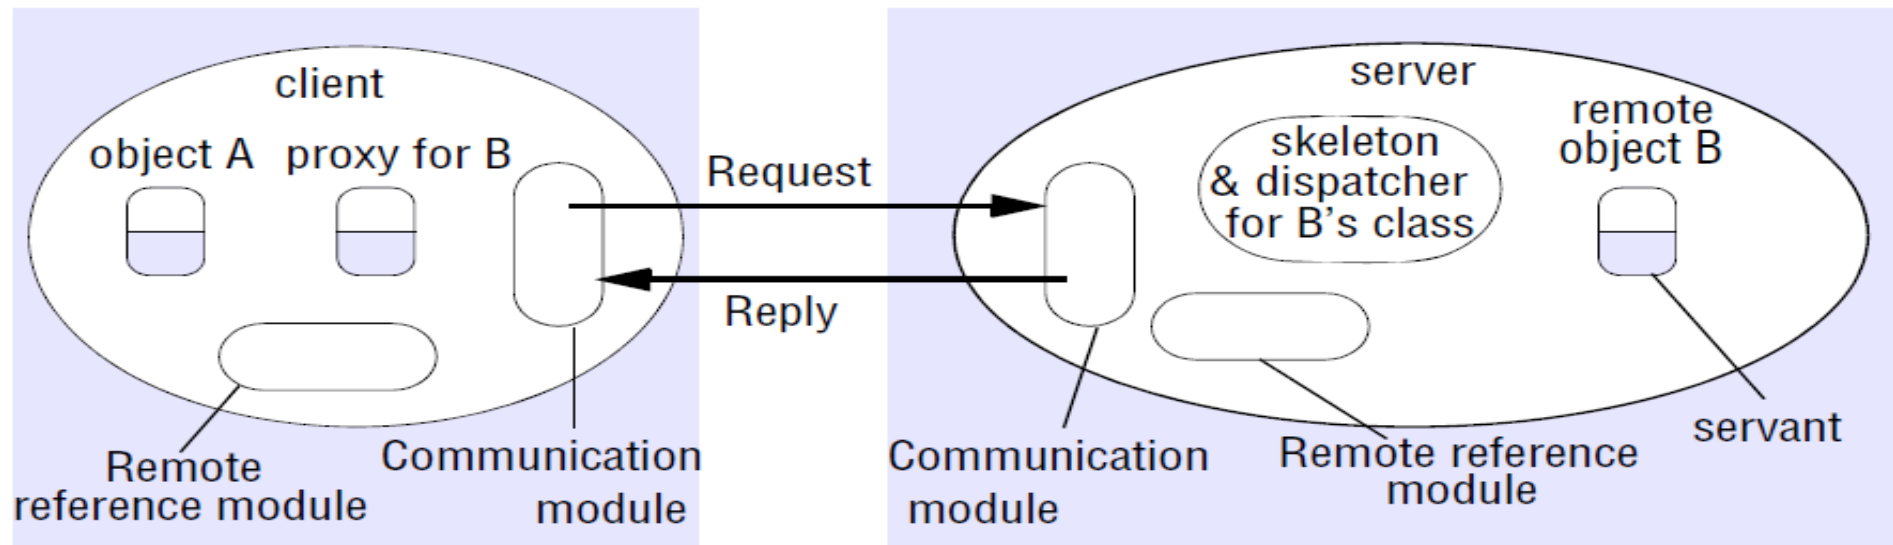 client
object A
proxy for B
Remote
reference module
Communication
module
Request
Reply
server
skeleton
& dispatcher
for B's class
remote
object B
Communication
module
Remote reference
module
servant